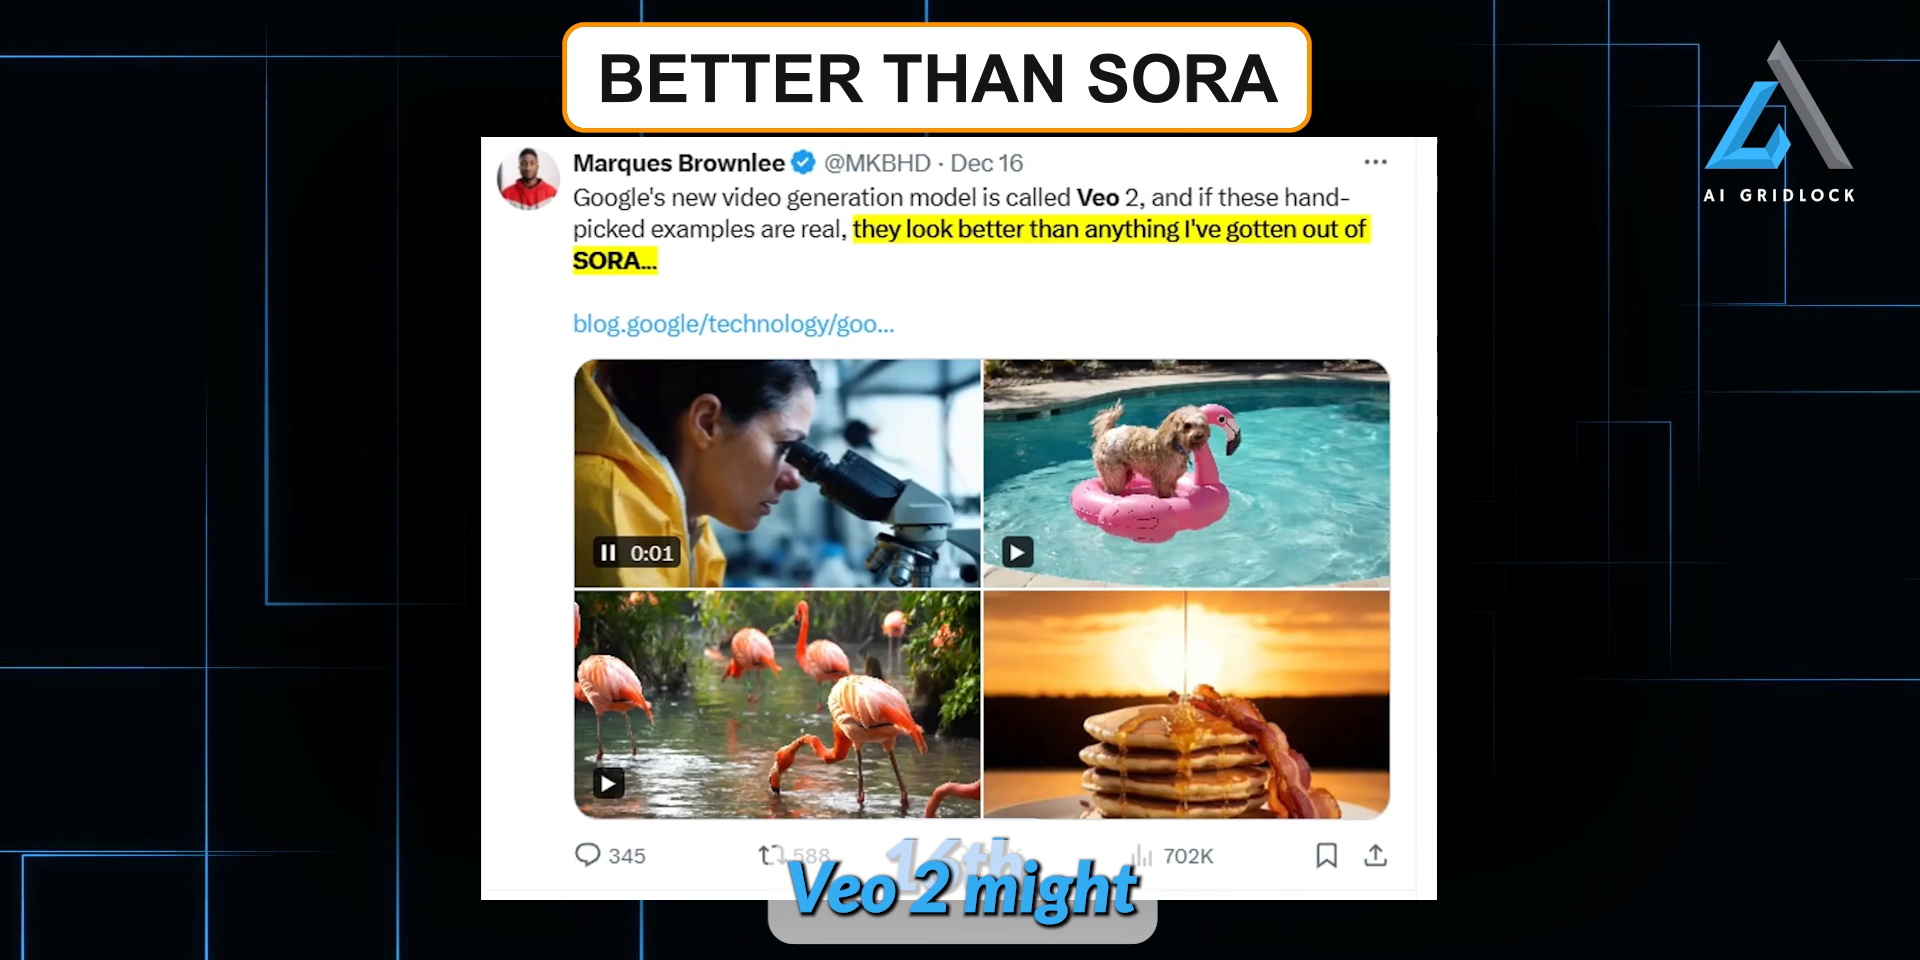 BETTER THAN SORA
AI GRIDLOCK
Marques Brownlee @MKBHD · Dec 16
Google's new video generation model is called Veo 2, and if these hand-
picked examples are real, they look better than anything I've gotten out of
SORA...
blog.google/technology/goo...
0:01
345 588 702K
16th
Veo 2 might